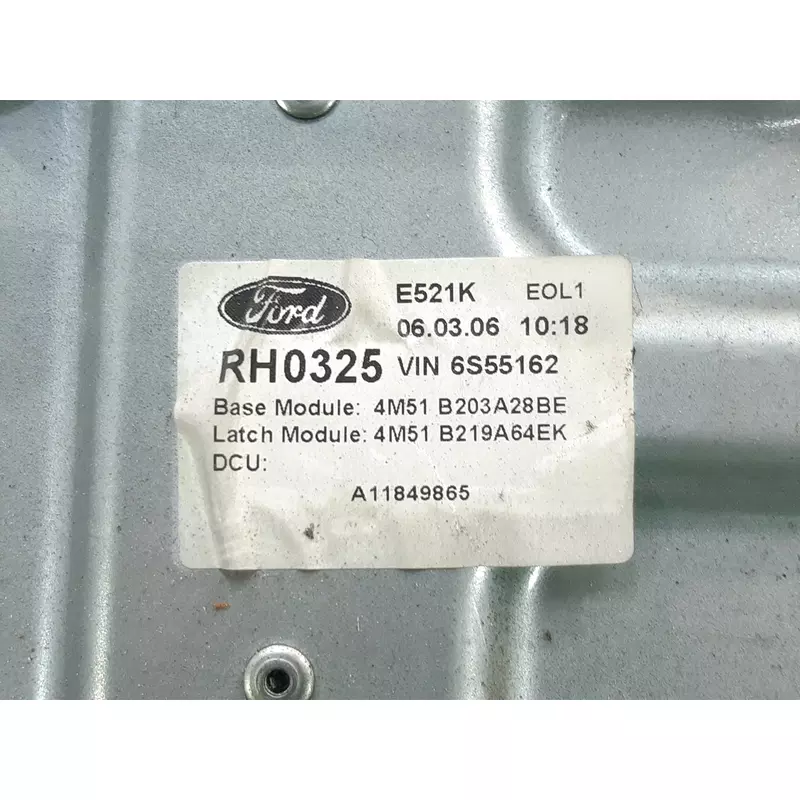 Ford
E521K EOL1
06.03.06 10:18
RH0325 VIN 6S55162
Base Module: 4M51 B203A28BE
Latch Module: 4M51 B219A64EK
DCU:
A11849865